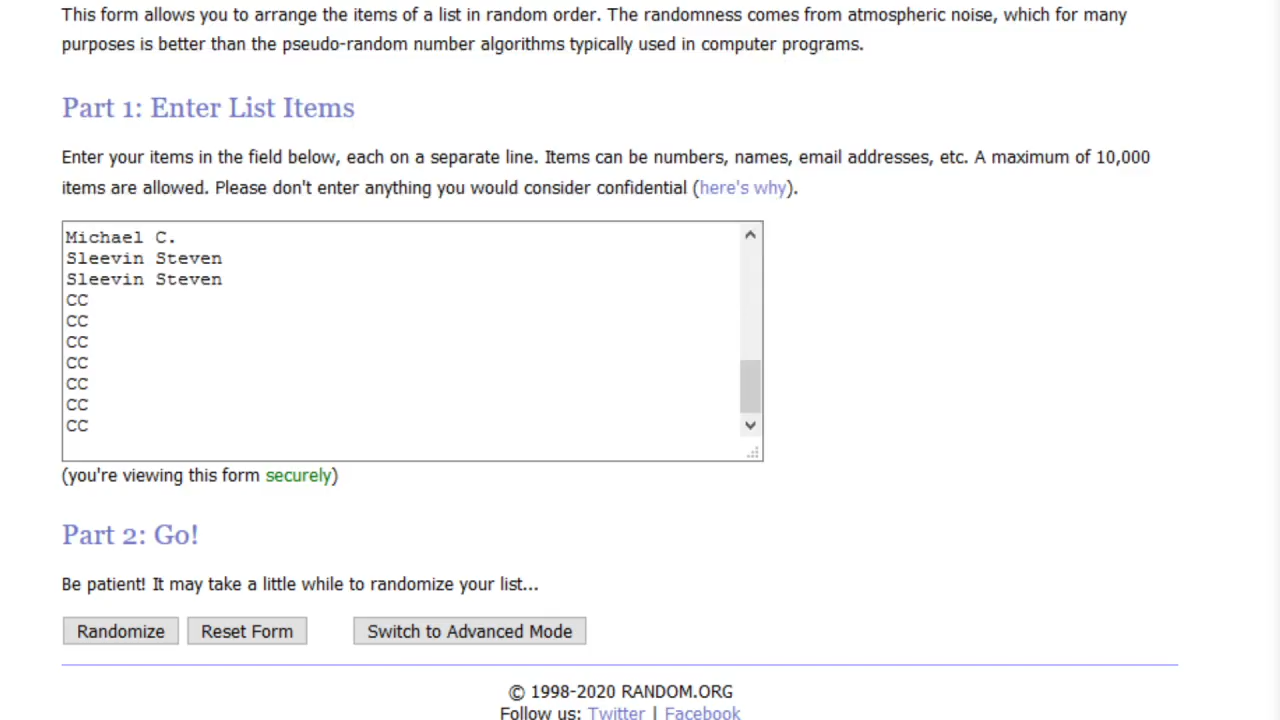 This form allows you to arrange the items of a list in random order. The randomness comes from atmospheric noise, which for many
purposes is better than the pseudo-random number algorithms typically used in computer programs.
Part 1: Enter List Items
Enter your items in the field below, each on a separate line. Items can be numbers, names, email addresses, etc. A maximum of 10,000
items are allowed. Please don't enter anything you would consider confidential (here's why).
Michael C.
Sleevin Steven
Sleevin Steven
CC
CC
CC
CC
CC
CC
CC
(you're viewing this form securely)
Part 2: Go!
Be patient! It may take a little while to randomize your list...
Randomize Reset Form Switch to Advanced Mode
© 1998-2020 RANDOM.ORG
Follow us: Twitter | Facebook